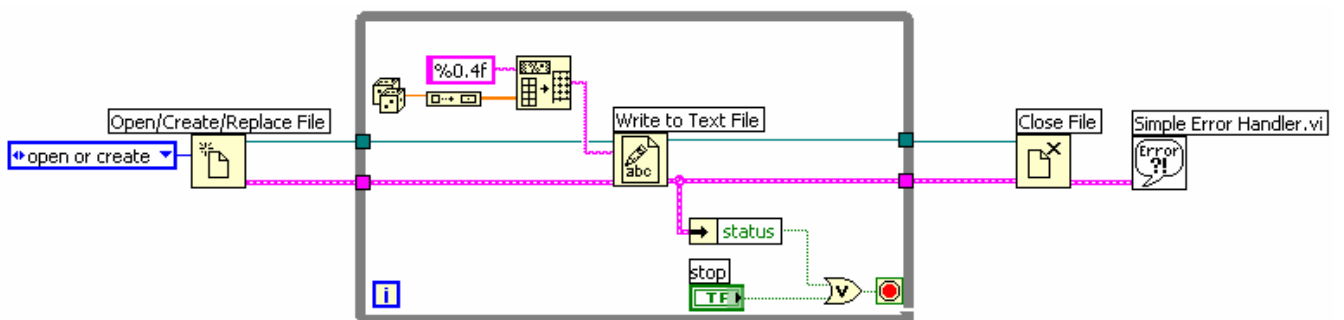 %0.4f
Open/Create/Replace File
Write to Text File
Close File
Simple Error Handler.vi
open or create
abc
Error
?!
status
stop
TF
V
i